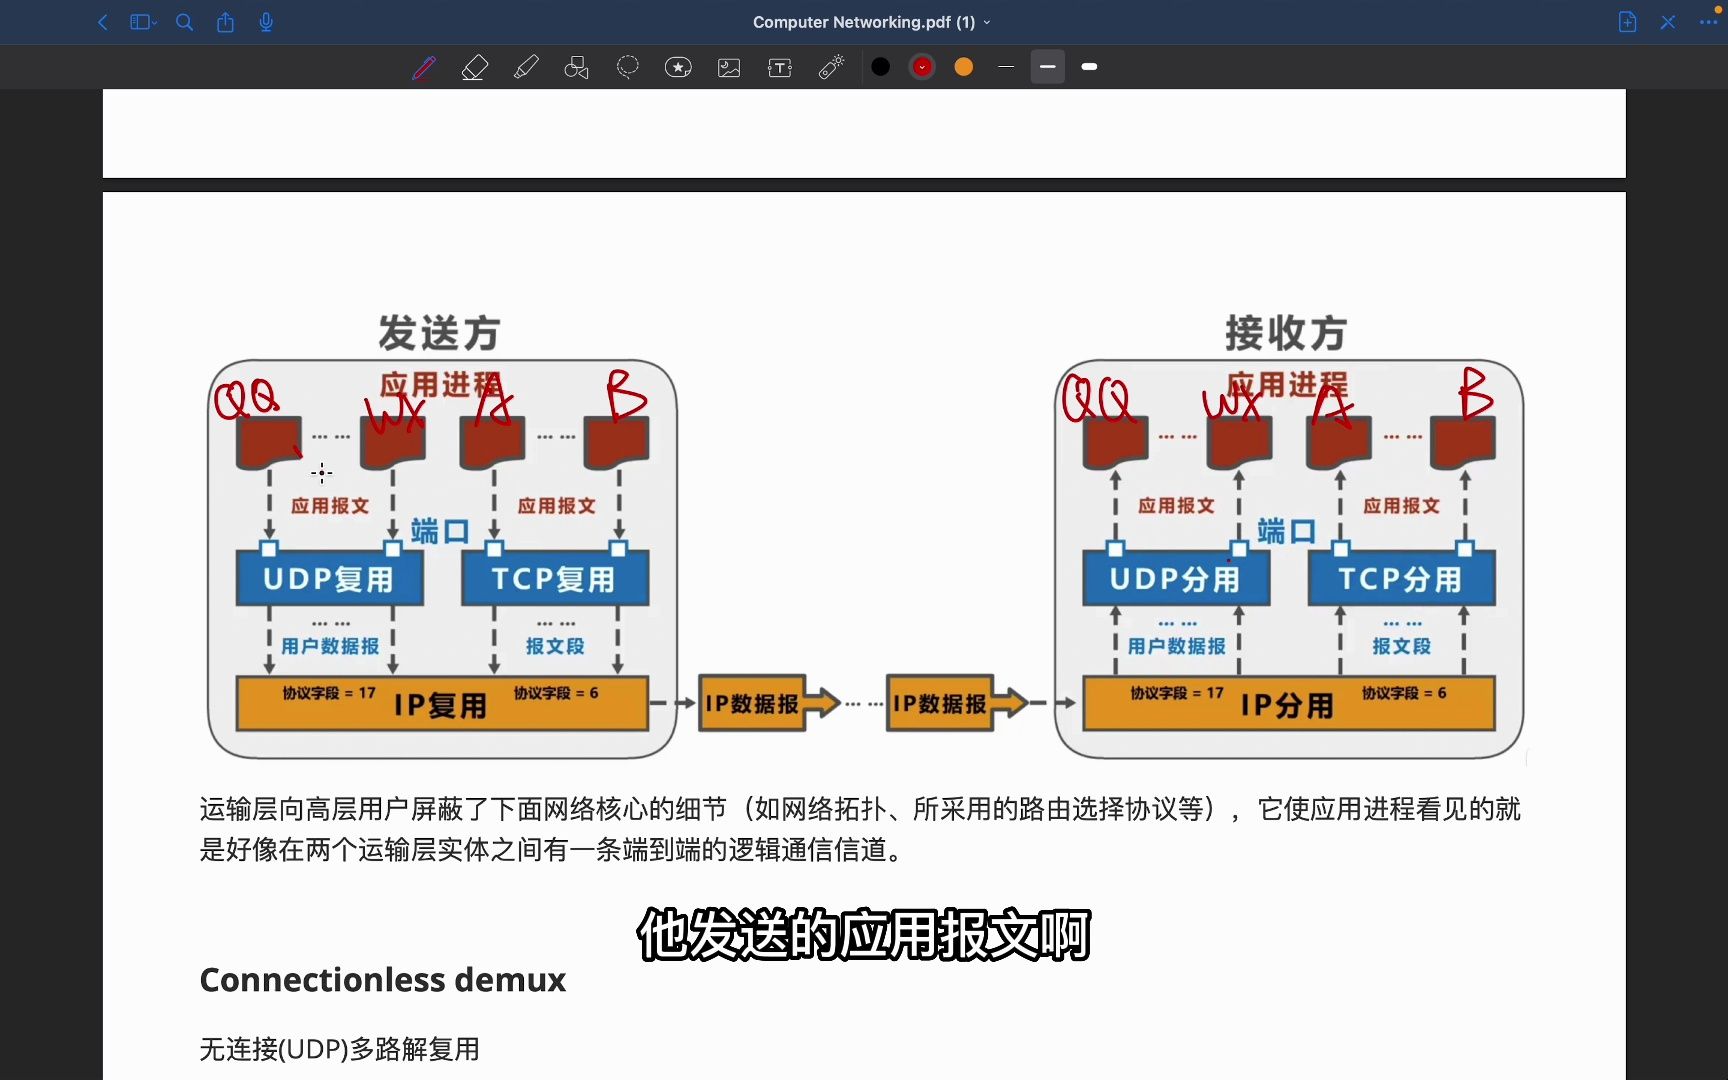 Computer Networking.pdf (1)
发送方
接收方
应用进程
应用进程
QQ
WX
A
B
QQ
WX
A
B
... ...
... ...
... ...
... ...
应用报文
应用报文
应用报文
应用报文
端口
端口
UDP复用
TCP复用
UDP分用
TCP分用
... ...
... ...
... ...
... ...
用户数据报
报文段
用户数据报
报文段
协议字段 = 17
IP复用
协议字段 = 6
IP数据报
... ...
IP数据报
协议字段 = 17
IP分用
协议字段 = 6
运输层向高层用户屏蔽了下面网络核心的细节（如网络拓扑、所采用的路由选择协议等），它使应用进程看见的就
是好像在两个运输层实体之间有一条端到端的逻辑通信信道。
他发送的应用报文啊
Connectionless demux
无连接(UDP)多路解复用